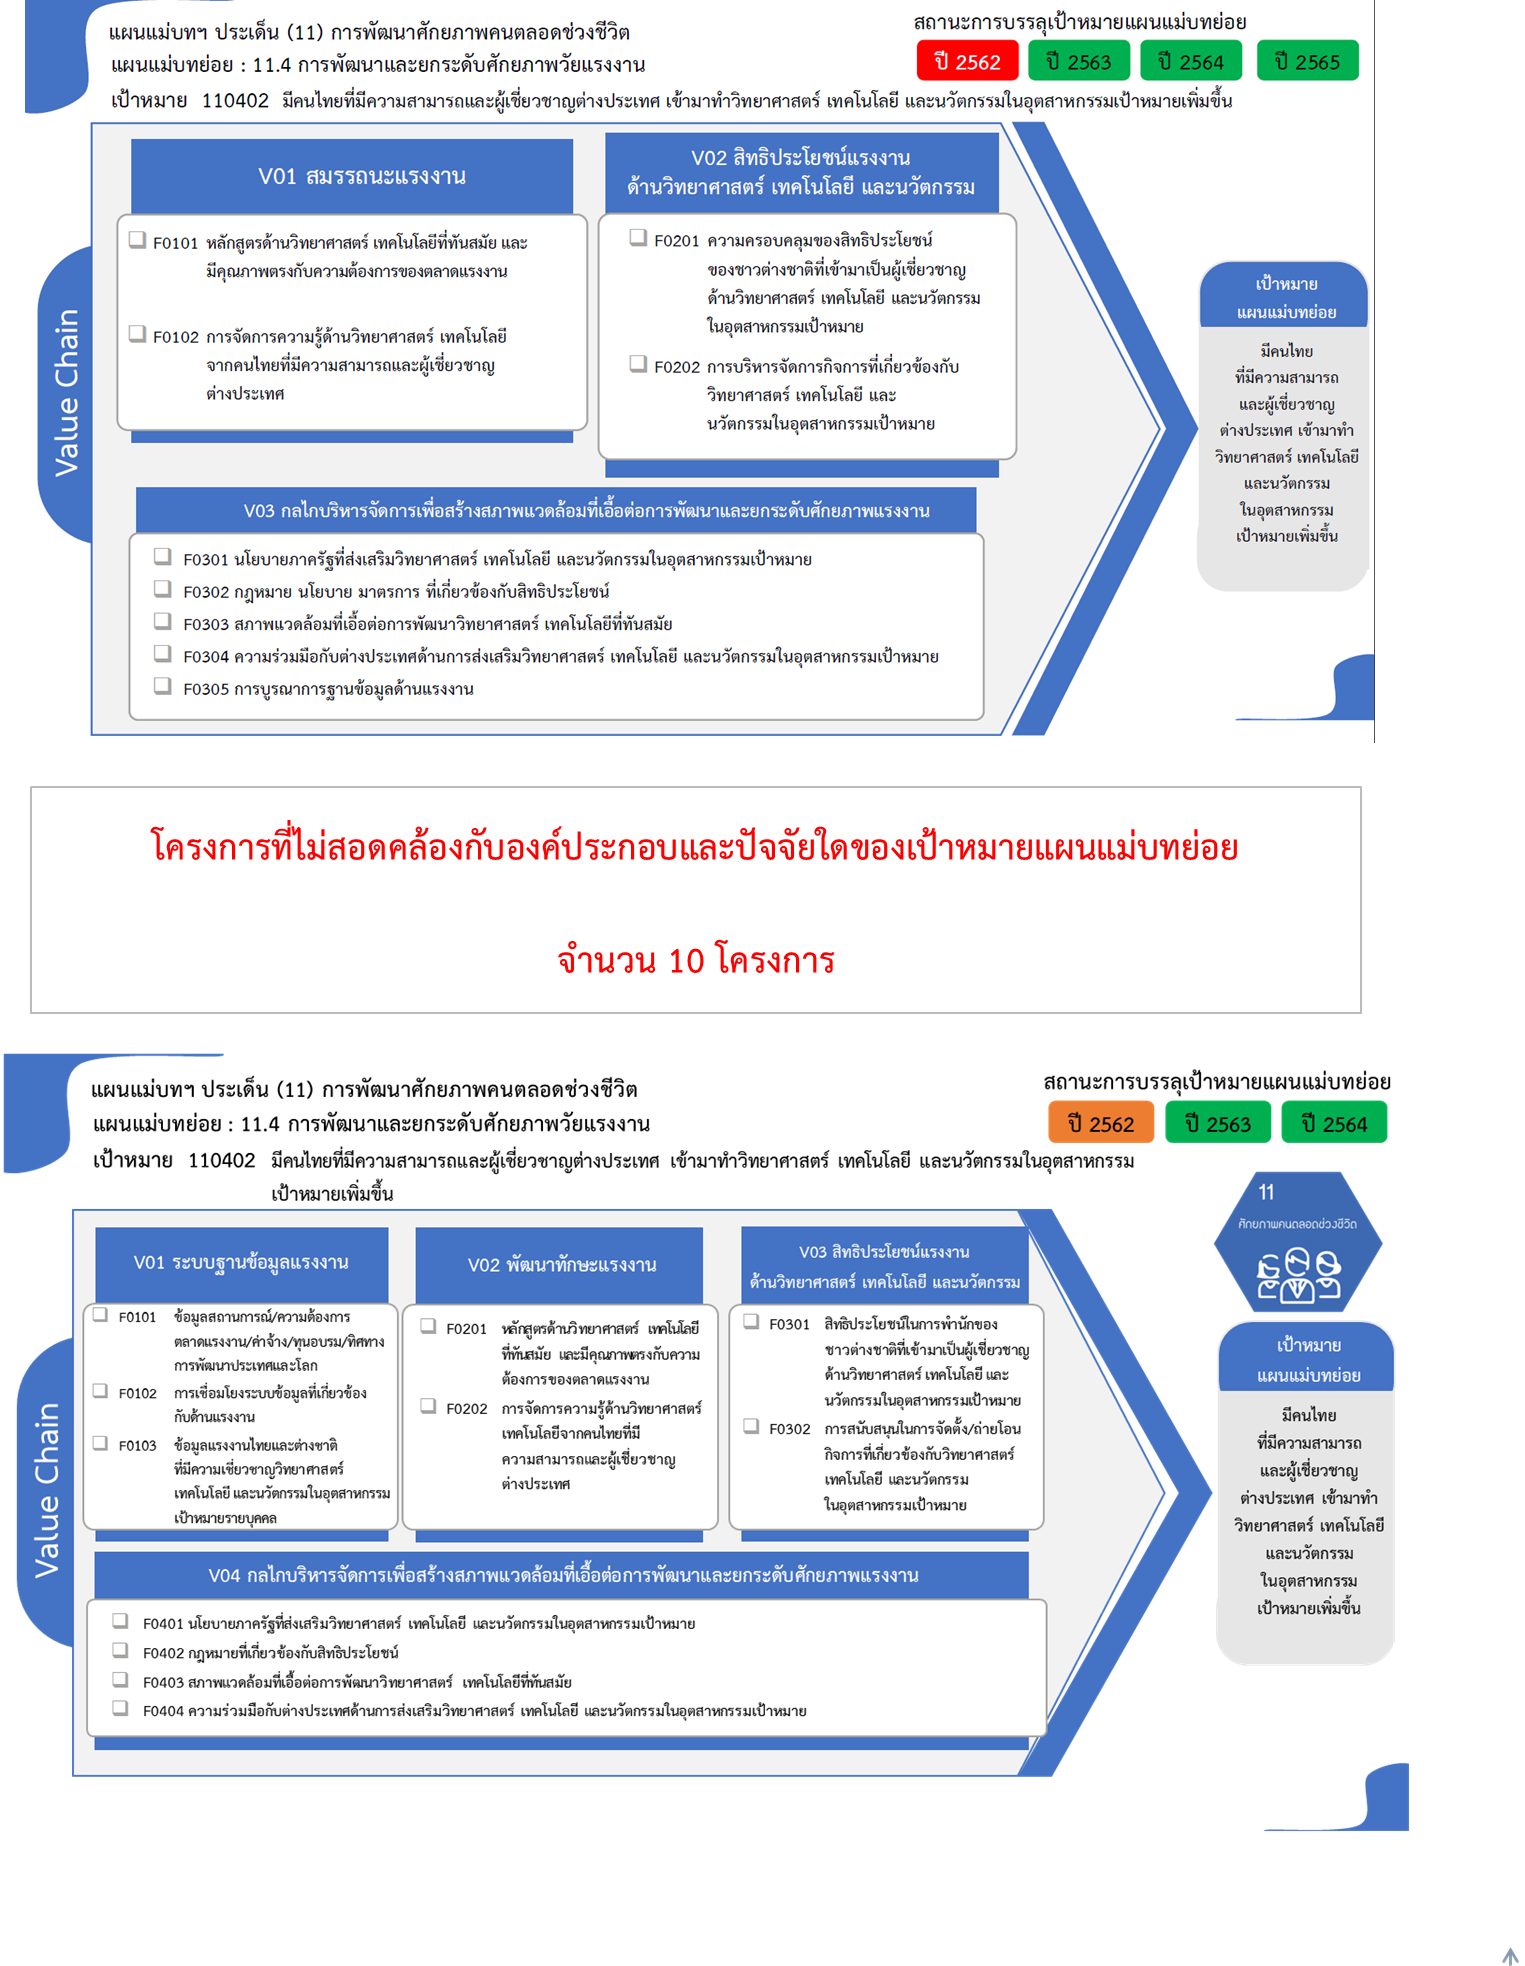 แผนแม่บทฯ ประเด็น (11) การพัฒนาศักยภาพคนตลอดช่วงชีวิต
แผนแม่บทย่อย : 11.4 การพัฒนาและยกระดับศักยภาพวัยแรงงาน
สถานะการบรรลุเป้าหมายแผนแม่บทย่อย
ปี 2562 ปี 2563 ปี 2564 ปี 2565
เป้าหมาย 110402 มีคนไทยที่มีความสามารถและผู้เชี่ยวชาญต่างประเทศ เข้ามาทำวิทยาศาสตร์ เทคโนโลยี และนวัตกรรมในอุตสาหกรรมเป้าหมายเพิ่มขึ้น
Value Chain
V01 สมรรถนะแรงงาน
F0101 หลักสูตรด้านวิทยาศาสตร์ เทคโนโลยีที่ทันสมัย และ
มีคุณภาพตรงกับความต้องการของตลาดแรงงาน
F0102 การจัดการความรู้ด้านวิทยาศาสตร์ เทคโนโลยี
จากคนไทยที่มีความสามารถและผู้เชี่ยวชาญ
ต่างประเทศ
V02 สิทธิประโยชน์แรงงาน
ด้านวิทยาศาสตร์ เทคโนโลยี และนวัตกรรม
F0201 ความครอบคลุมของสิทธิประโยชน์
ของชาวต่างชาติที่เข้ามาเป็นผู้เชี่ยวชาญ
ด้านวิทยาศาสตร์ เทคโนโลยี และนวัตกรรม
ในอุตสาหกรรมเป้าหมาย
F0202 การบริหารจัดการกิจการที่เกี่ยวข้องกับ
วิทยาศาสตร์ เทคโนโลยี และ
นวัตกรรมในอุตสาหกรรมเป้าหมาย
V03 กลไกบริหารจัดการเพื่อสร้างสภาพแวดล้อมที่เอื้อต่อการพัฒนาและยกระดับศักยภาพแรงงาน
F0301 นโยบายภาครัฐที่ส่งเสริมวิทยาศาสตร์ เทคโนโลยี และนวัตกรรมในอุตสาหกรรมเป้าหมาย
F0302 กฎหมาย นโยบาย มาตรการ ที่เกี่ยวข้องกับสิทธิประโยชน์
F0303 สภาพแวดล้อมที่เอื้อต่อการพัฒนาวิทยาศาสตร์ เทคโนโลยีที่ทันสมัย
F0304 ความร่วมมือกับต่างประเทศด้านการส่งเสริมวิทยาศาสตร์ เทคโนโลยี และนวัตกรรมในอุตสาหกรรมเป้าหมาย
F0305 การบูรณาการฐานข้อมูลด้านแรงงาน
เป้าหมาย
แผนแม่บทย่อย
มีคนไทย
ที่มีความสามารถ
และผู้เชี่ยวชาญ
ต่างประเทศ เข้ามาทำ
วิทยาศาสตร์ เทคโนโลยี
และนวัตกรรม
ในอุตสาหกรรม
เป้าหมายเพิ่มขึ้น
โครงการที่ไม่สอดคล้องกับองค์ประกอบและปัจจัยใดของเป้าหมายแผนแม่บทย่อย
จำนวน 10 โครงการ
แผนแม่บทฯ ประเด็น (11) การพัฒนาศักยภาพคนตลอดช่วงชีวิต
แผนแม่บทย่อย : 11.4 การพัฒนาและยกระดับศักยภาพวัยแรงงาน
สถานะการบรรลุเป้าหมายแผนแม่บทย่อย
ปี 2562 ปี 2563 ปี 2564
เป้าหมาย 110402 มีคนไทยที่มีความสามารถและผู้เชี่ยวชาญต่างประเทศ เข้ามาทำวิทยาศาสตร์ เทคโนโลยี และนวัตกรรมในอุตสาหกรรม
เป้าหมายเพิ่มขึ้น
11
ศักยภาพคนตลอดช่วงชีวิต
Value Chain
V01 ระบบฐานข้อมูลแรงงาน
F0101 ข้อมูลสถานการณ์/ความต้องการ
ตลาดแรงงาน/ค่าจ้าง/ทุนอบรม/ทิศทาง
การพัฒนาประเทศและโลก
F0102 การเชื่อมโยงระบบข้อมูลที่เกี่ยวข้อง
กับด้านแรงงาน
F0103 ข้อมูลแรงงานไทยและต่างชาติ
ที่มีความเชี่ยวชาญวิทยาศาสตร์
เทคโนโลยี และนวัตกรรมในอุตสาหกรรม
เป้าหมายรายบุคคล
V02 พัฒนาทักษะแรงงาน
F0201 หลักสูตรด้านวิทยาศาสตร์ เทคโนโลยี
ที่ทันสมัย และมีคุณภาพตรงกับความ
ต้องการของตลาดแรงงาน
F0202 การจัดการความรู้ด้านวิทยาศาสตร์
เทคโนโลยีจากคนไทยที่มี
ความสามารถและผู้เชี่ยวชาญ
ต่างประเทศ
V03 สิทธิประโยชน์แรงงาน
ด้านวิทยาศาสตร์ เทคโนโลยี และนวัตกรรม
F0301 สิทธิประโยชน์ในการพำนักของ
ชาวต่างชาติที่เข้ามาเป็นผู้เชี่ยวชาญ
ด้านวิทยาศาสตร์ เทคโนโลยี และ
นวัตกรรมในอุตสาหกรรมเป้าหมาย
F0302 การสนับสนุนในการจัดตั้ง/ถ่ายโอน
กิจการที่เกี่ยวข้องกับวิทยาศาสตร์
เทคโนโลยี และนวัตกรรม
ในอุตสาหกรรมเป้าหมาย
V04 กลไกบริหารจัดการเพื่อสร้างสภาพแวดล้อมที่เอื้อต่อการพัฒนาและยกระดับศักยภาพแรงงาน
F0401 นโยบายภาครัฐที่ส่งเสริมวิทยาศาสตร์ เทคโนโลยี และนวัตกรรมในอุตสาหกรรมเป้าหมาย
F0402 กฎหมายที่เกี่ยวข้องกับสิทธิประโยชน์
F0403 สภาพแวดล้อมที่เอื้อต่อการพัฒนาวิทยาศาสตร์ เทคโนโลยีที่ทันสมัย
F0404 ความร่วมมือกับต่างประเทศด้านการส่งเสริมวิทยาศาสตร์ เทคโนโลยี และนวัตกรรมในอุตสาหกรรมเป้าหมาย
เป้าหมาย
แผนแม่บทย่อย
มีคนไทย
ที่มีความสามารถ
และผู้เชี่ยวชาญ
ต่างประเทศ เข้ามาทำ
วิทยาศาสตร์ เทคโนโลยี
และนวัตกรรม
ในอุตสาหกรรม
เป้าหมายเพิ่มขึ้น